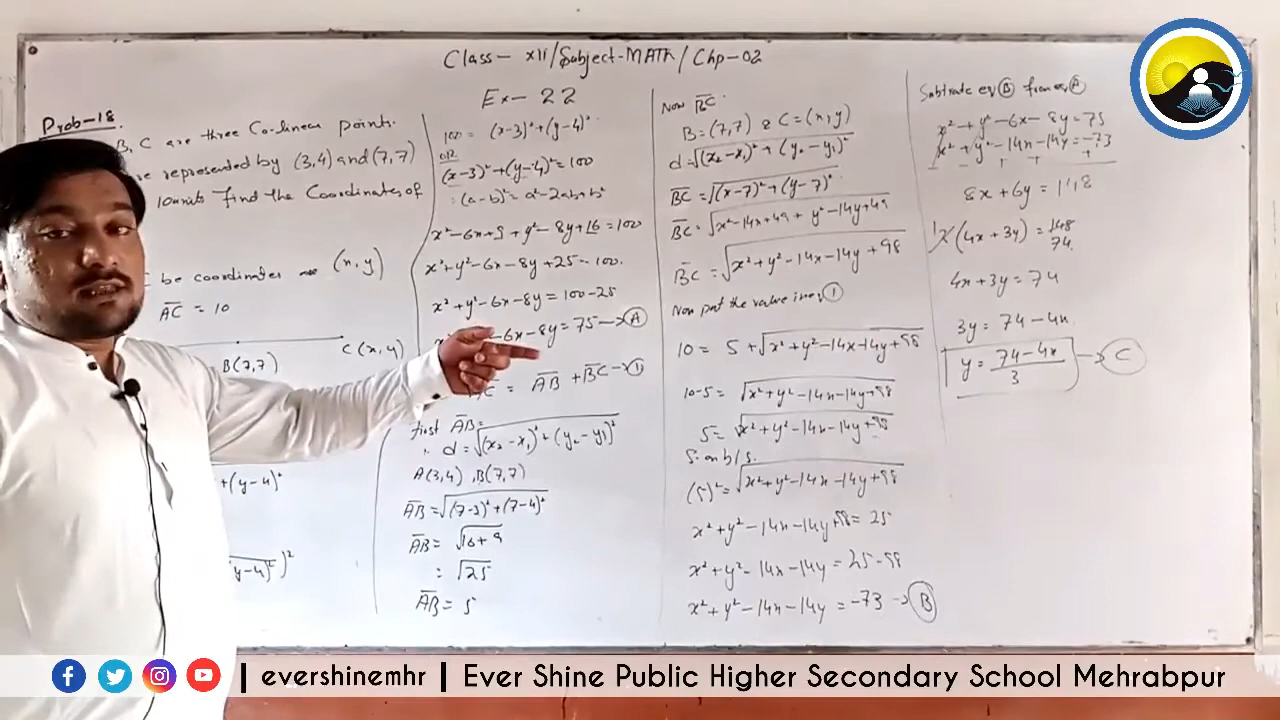 Class- XII/Subject-MATH/Chp-02
Ex- 22
Prob-18
B, C are three Co-linear points.
re represented by (3,4) and (7,7)
10units find the Coordinates of
be coordinates are (x,y)
AC = 10
B(7,7) C(x,y)
+(y-4)²
(y-4)²)²
100 = (x-3)²+(y-4)²
OR
(x-3)²+(y-4)²=100
∵(a-b)²=a²-2ab+b²
x²-6x+9+y²-8y+16=100
x²+y²-6x-8y+25=100.
x²+y²-6x-8y=100-25
-6x-8y=75→(A)
AC = AB + BC→(1)
first AB=
∵ d=√(x₂-x₁)²+(y₂-y₁)²
A(3,4), B(7,7)
AB=√(7-3)²+(7-4)²
AB= √16+9
= √25
AB= 5
Now BC
B=(7,7) & C=(x,y)
d=√(x₂-x₁)²+(y₂-y₁)²
BC=√(x-7)²+(y-7)²
BC=√x²-14x+49+y²-14y+49
BC=√x²+y²-14x-14y+98
Now put the value in eq(1)
10= 5+√x²+y²-14x-14y+98
10-5=√x²+y²-14x-14y+98
5=√x²+y²-14x-14y+98
S.on b/s.
(5)²=√x²+y²-14x-14y+98
x²+y²-14x-14y+98=25
x²+y²-14x-14y=25-98
x²+y²-14x-14y=-73→(B)
Subtrate eq(B) from eq(A)
x²+y²-6x-8y=75
x²+y²-14x-14y=-73
- - + + +
8x+6y=148
2(4x+3y)=148
74
4x+3y=74
3y=74-4x
y=74-4x/3 →(C)
evershinemhr | Ever Shine Public Higher Secondary School Mehrabpur